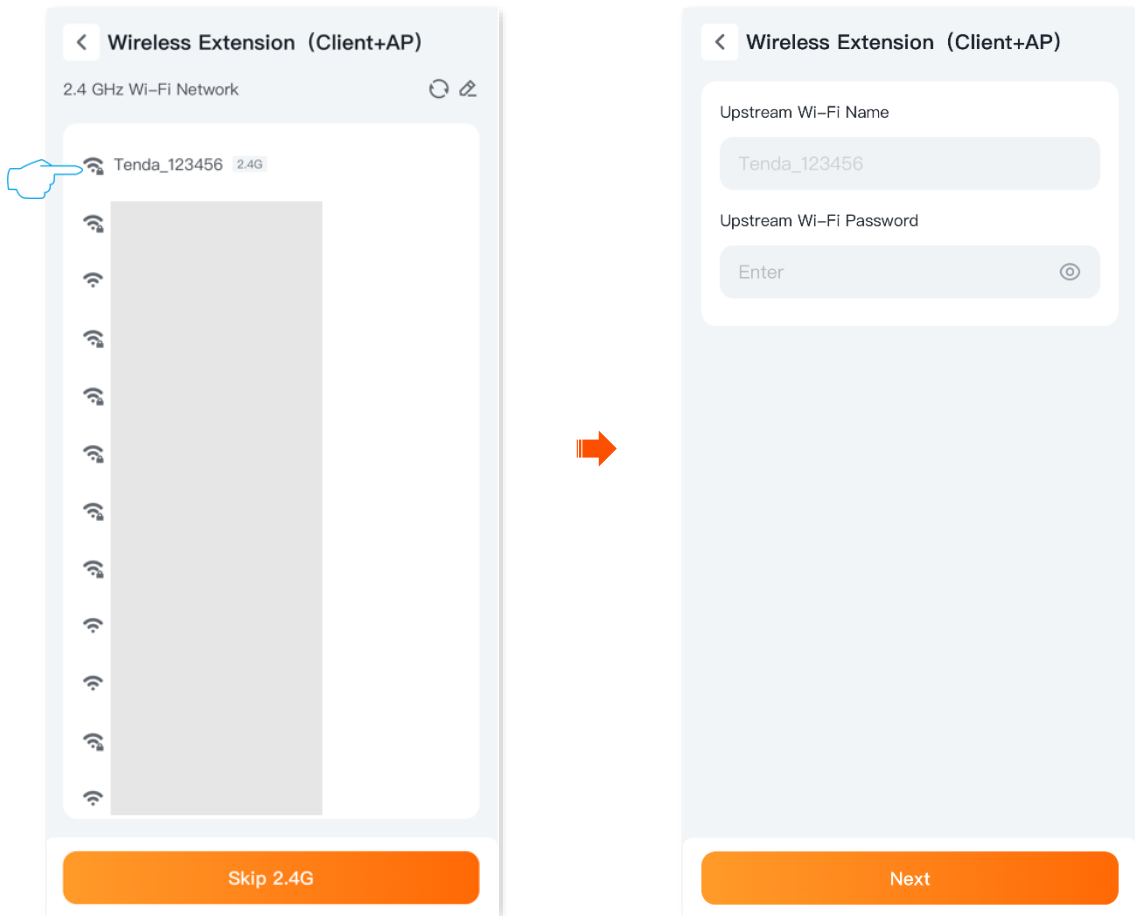 Wireless Extension（Client+AP）
2.4 GHz Wi-Fi Network
Tenda_123456 2.4G
Skip 2.4G
Wireless Extension（Client+AP）
Upstream Wi-Fi Name
Tenda_123456
Upstream Wi-Fi Password
Enter
Next